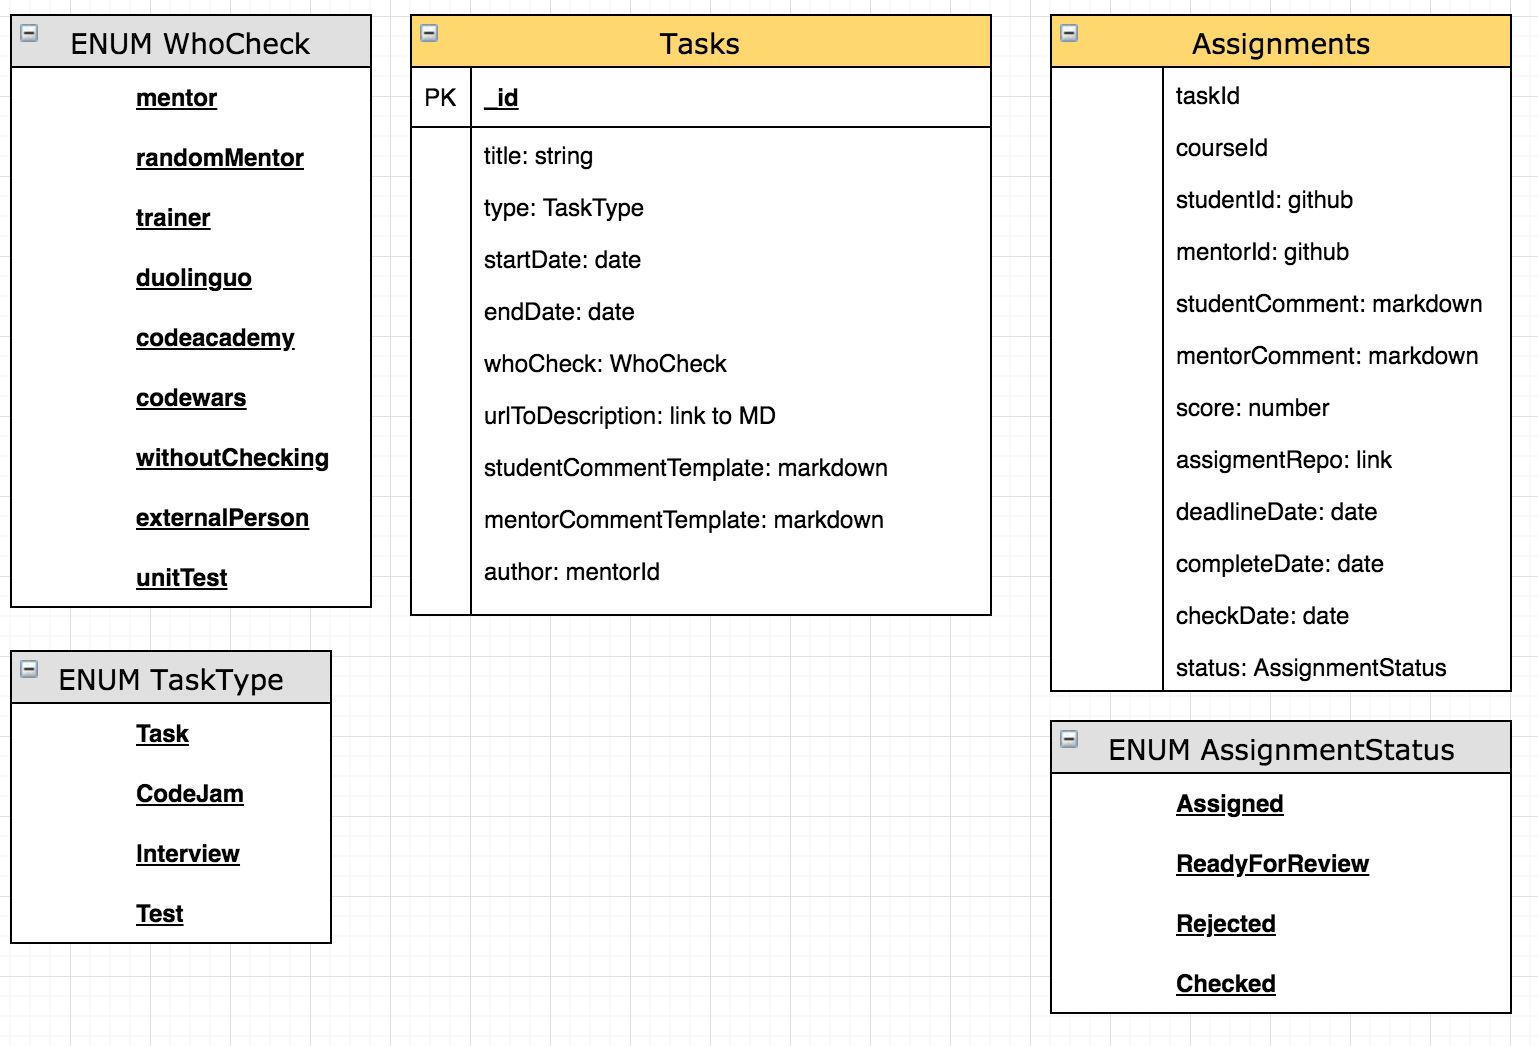 ENUM WhoCheck
mentor
randomMentor
trainer
duolinguo
codeacademy
codewars
withoutChecking
externalPerson
unitTest
ENUM TaskType
Task
CodeJam
Interview
Test
Tasks
PK _id
title: string
type: TaskType
startDate: date
endDate: date
whoCheck: WhoCheck
urlToDescription: link to MD
studentCommentTemplate: markdown
mentorCommentTemplate: markdown
author: mentorId
Assignments
taskId
courseId
studentId: github
mentorId: github
studentComment: markdown
mentorComment: markdown
score: number
assigmentRepo: link
deadlineDate: date
completeDate: date
checkDate: date
status: AssignmentStatus
ENUM AssignmentStatus
Assigned
ReadyForReview
Rejected
Checked